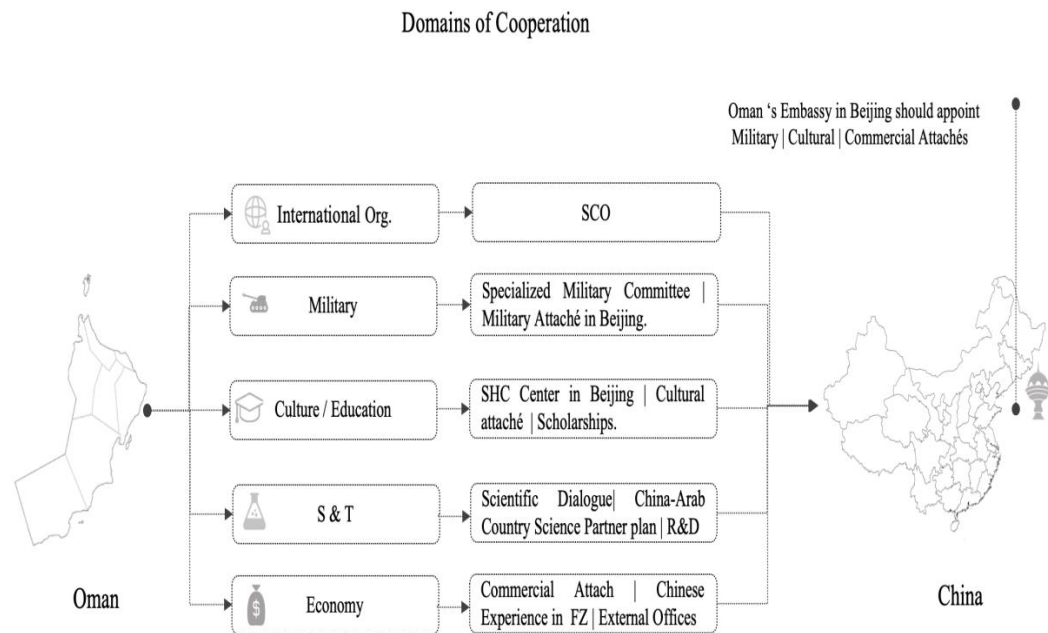 Domains of Cooperation
Oman ‘s Embassy in Beijing should appoint
Military | Cultural | Commercial Attachés
International Org.
SCO
Military
Specialized Military Committee |
Military Attaché in Beijing.
Culture / Education
SHC Center in Beijing | Cultural
attaché | Scholarships.
S & T
Scientific Dialogue| China-Arab
Country Science Partner plan | R&D
Economy
Commercial Attach | Chinese
Experience in FZ | External Offices
Oman
China